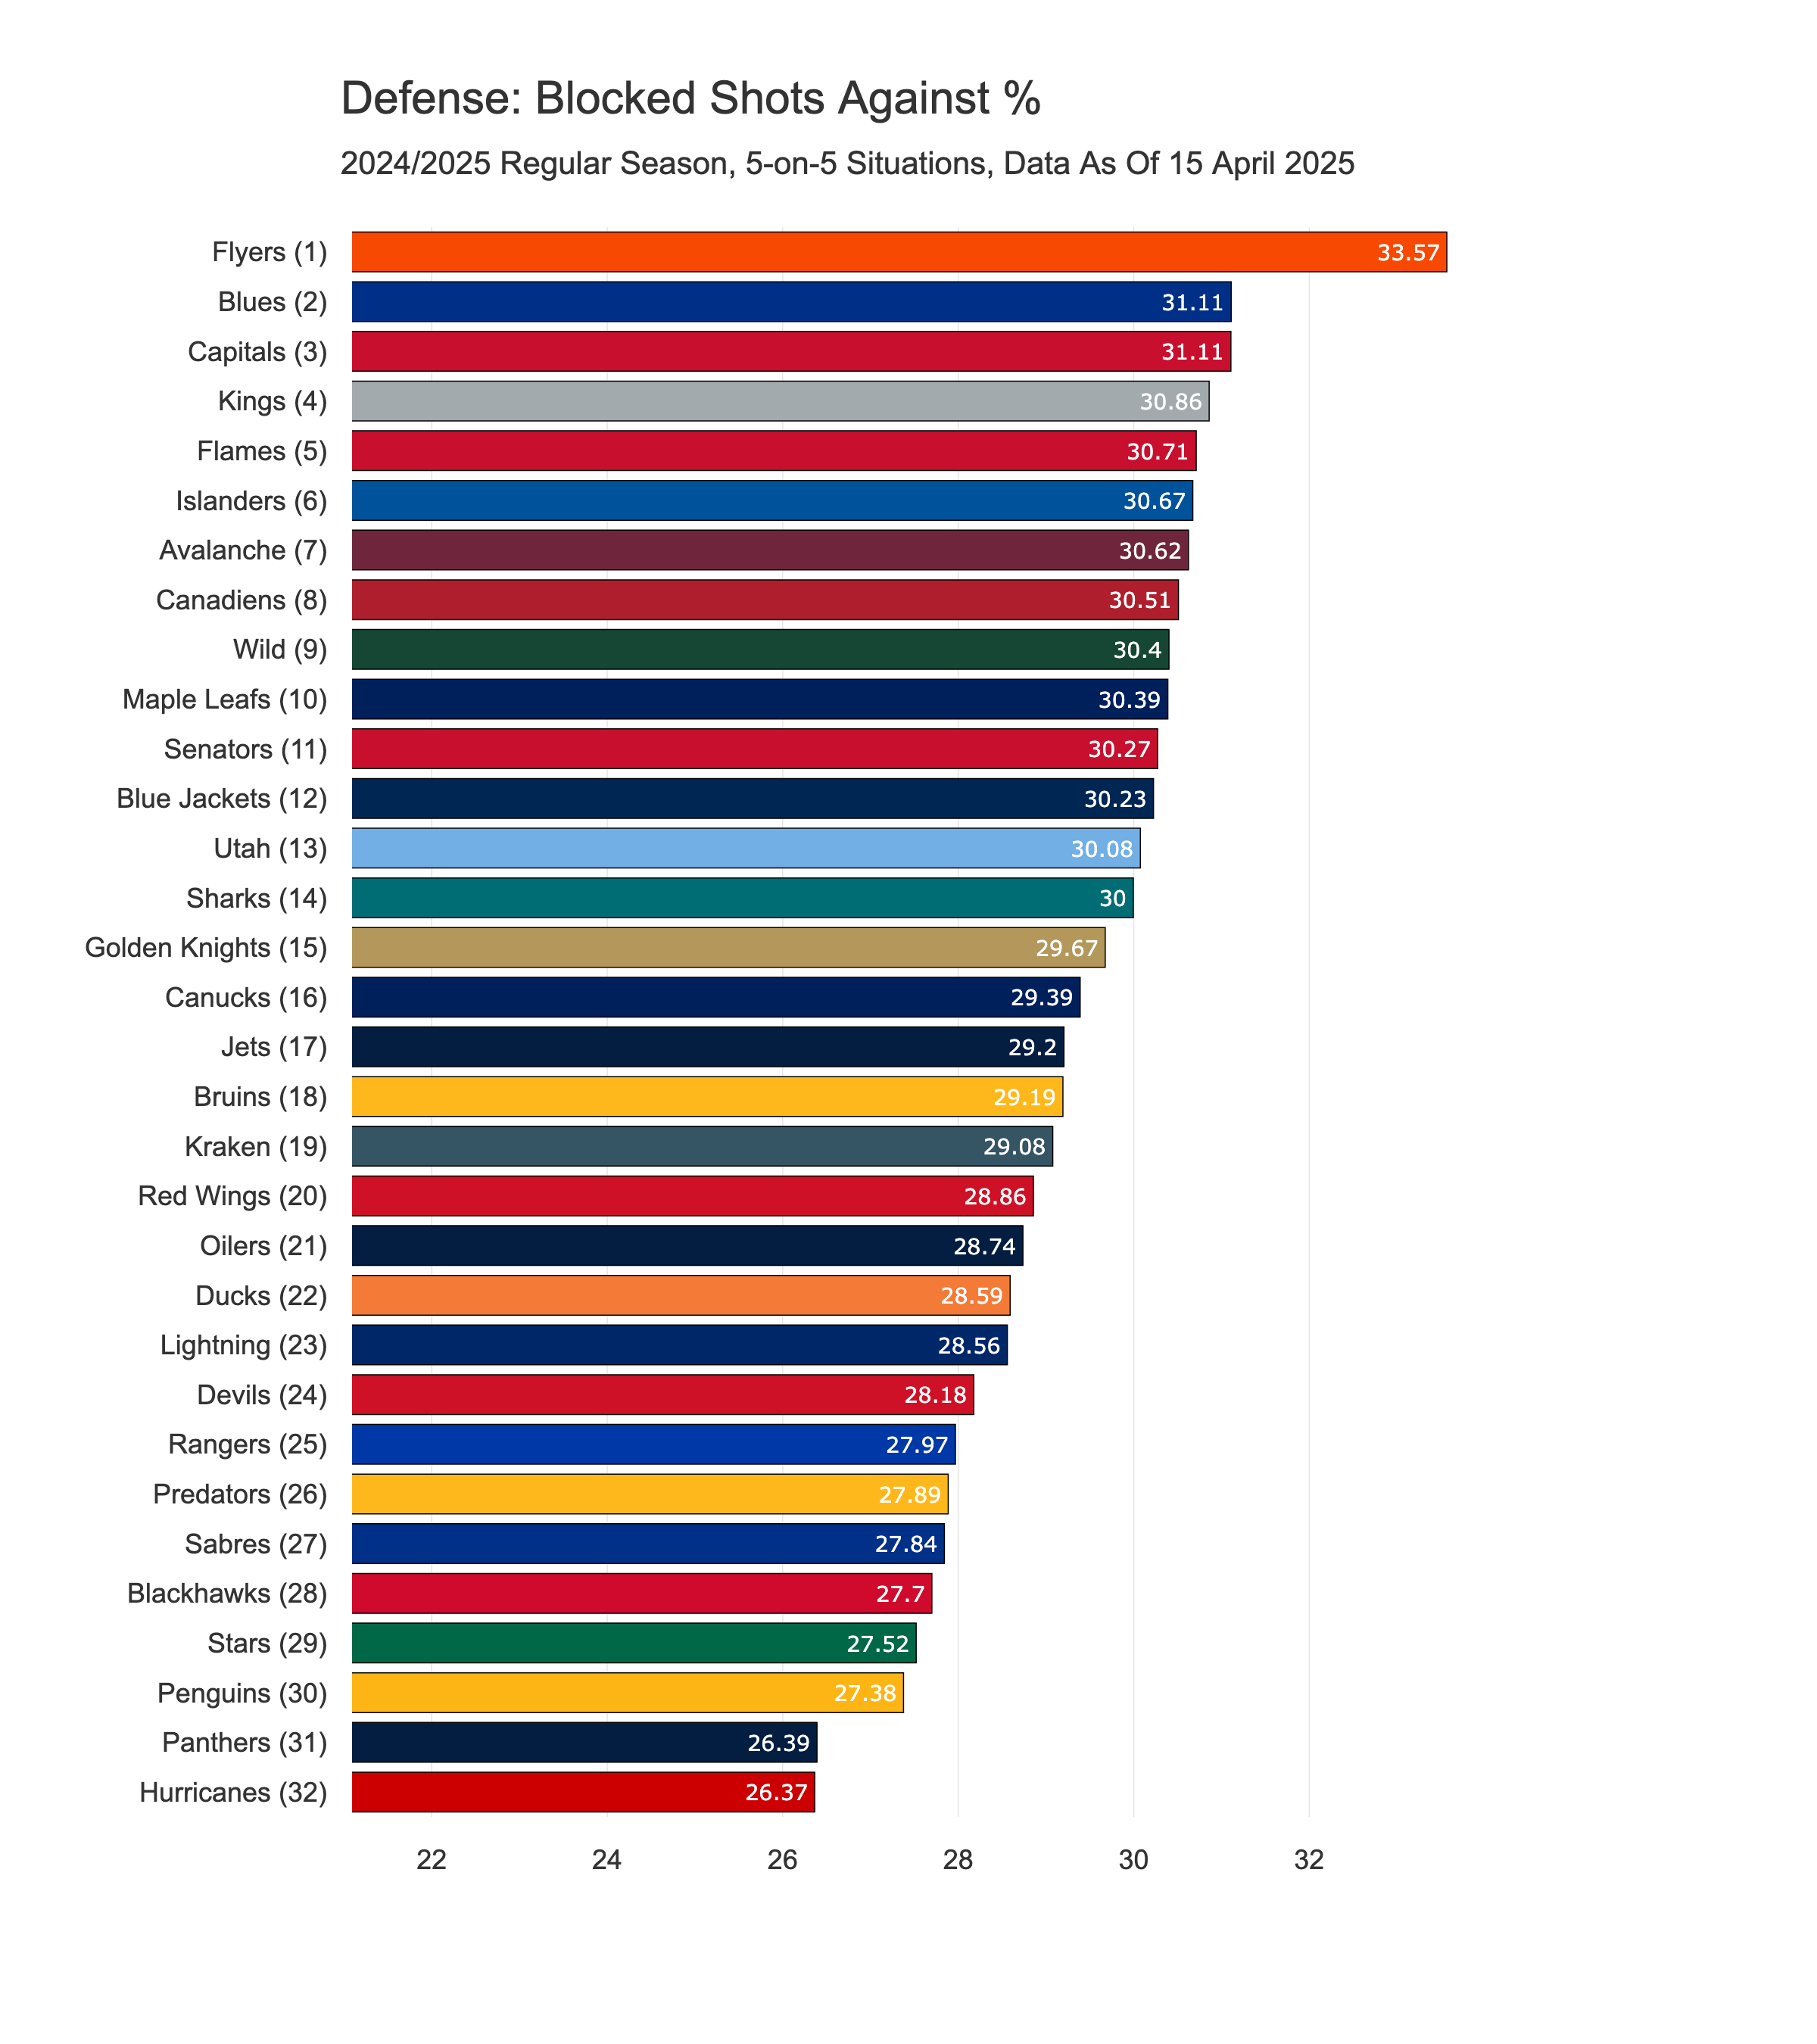 Defense: Blocked Shots Against %
2024/2025 Regular Season, 5-on-5 Situations, Data As Of 15 April 2025
Flyers (1) 33.57
Blues (2) 31.11
Capitals (3) 31.11
Kings (4) 30.86
Flames (5) 30.71
Islanders (6) 30.67
Avalanche (7) 30.62
Canadiens (8) 30.51
Wild (9) 30.4
Maple Leafs (10) 30.39
Senators (11) 30.27
Blue Jackets (12) 30.23
Utah (13) 30.08
Sharks (14) 30
Golden Knights (15) 29.67
Canucks (16) 29.39
Jets (17) 29.2
Bruins (18) 29.19
Kraken (19) 29.08
Red Wings (20) 28.86
Oilers (21) 28.74
Ducks (22) 28.59
Lightning (23) 28.56
Devils (24) 28.18
Rangers (25) 27.97
Predators (26) 27.89
Sabres (27) 27.84
Blackhawks (28) 27.7
Stars (29) 27.52
Penguins (30) 27.38
Panthers (31) 26.39
Hurricanes (32) 26.37
22 24 26 28 30 32